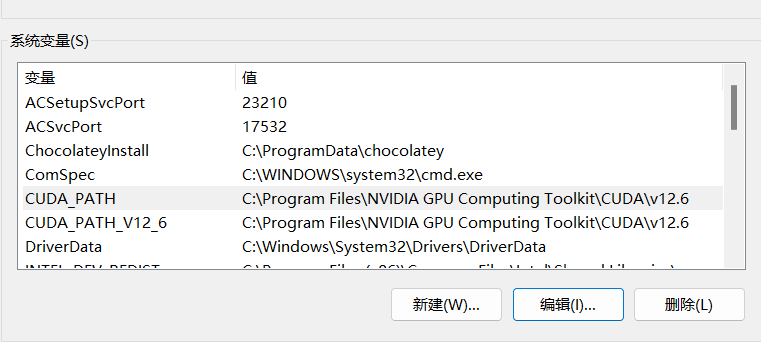 系统变量(S)
变量 值
ACSetupSvcPort 23210
ACSvcPort 17532
ChocolateyInstall C:\ProgramData\chocolatey
ComSpec C:\WINDOWS\system32\cmd.exe
CUDA_PATH C:\Program Files\NVIDIA GPU Computing Toolkit\CUDA\v12.6
CUDA_PATH_V12_6 C:\Program Files\NVIDIA GPU Computing Toolkit\CUDA\v12.6
DriverData C:\Windows\System32\Drivers\DriverData
新建(W)... 编辑(I)... 删除(L)